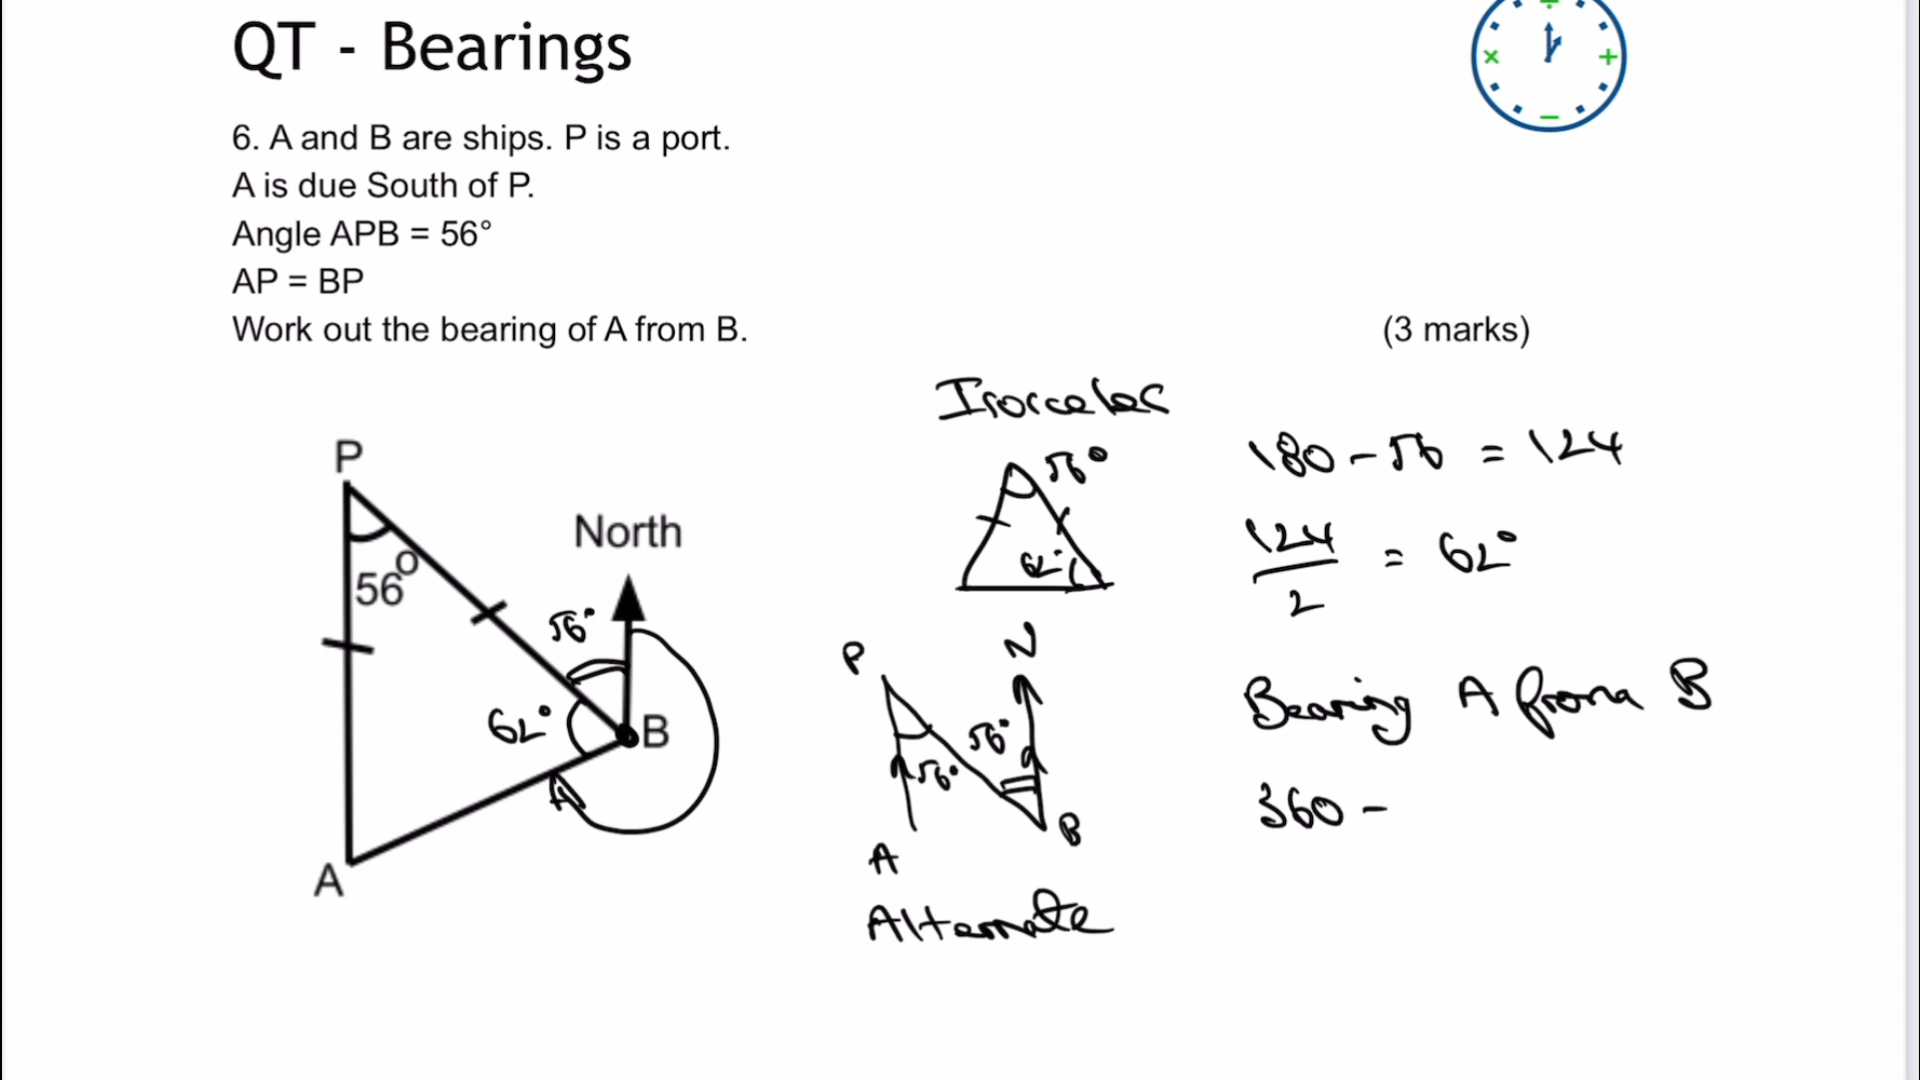 QT - Bearings
÷
× +
−
6. A and B are ships. P is a port.
A is due South of P.
Angle APB = 56°
AP = BP
Work out the bearing of A from B.
(3 marks)
P
56°
North
56°
62°
B
A
Isosceles
56°
62°
P
N
56°
56°
A
B
Alternate
180 - 56 = 124
124
2
= 62°
Bearing A from B
360 -